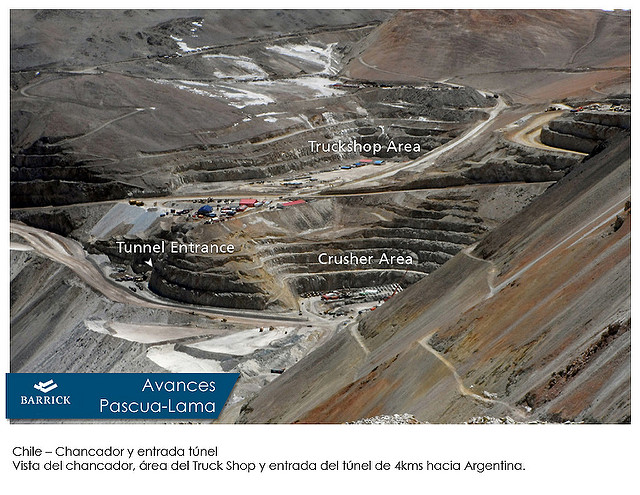 Truckshop Area
Tunnel Entrance
Crusher Area
BARRICK
Avances
Pascua-Lama
Chile – Chancador y entrada túnel
Vista del chancador, área del Truck Shop y entrada del túnel de 4kms hacia Argentina.